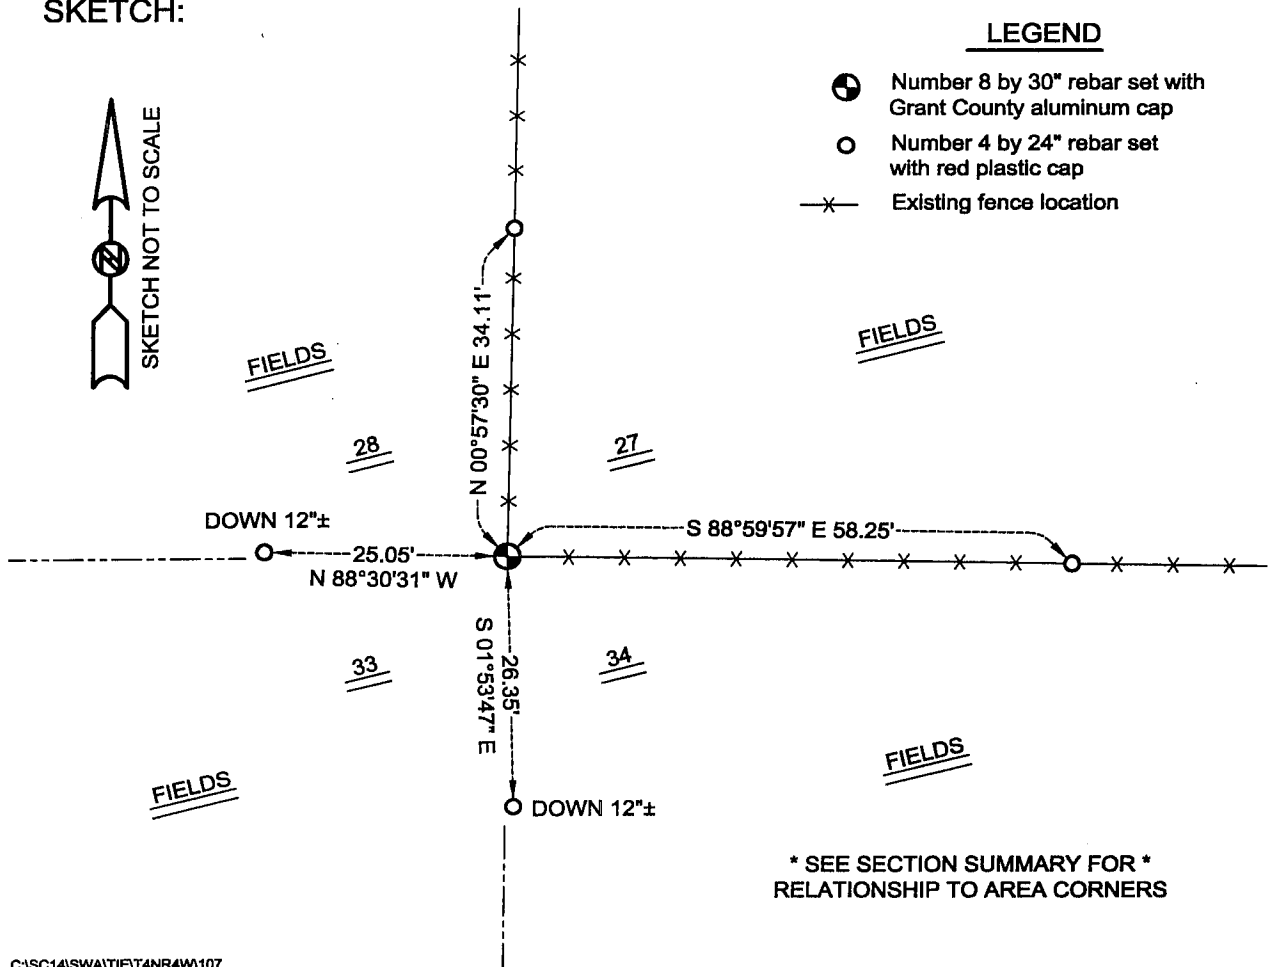 SKETCH:
LEGEND
Number 8 by 30" rebar set with
Grant County aluminum cap
Number 4 by 24" rebar set
with red plastic cap
Existing fence location
SKETCH NOT TO SCALE
N
N 00°57'30" E 34.11'
FIELDS
FIELDS
28
27
DOWN 12"±
S 88°59'57" E 58.25'
25.05'
N 88°30'31" W
33
34
26.35'
S 01°53'47" E
FIELDS
FIELDS
DOWN 12"±
* SEE SECTION SUMMARY FOR *
RELATIONSHIP TO AREA CORNERS
C:\SC14\SWA\TIE\T4NR4W\107